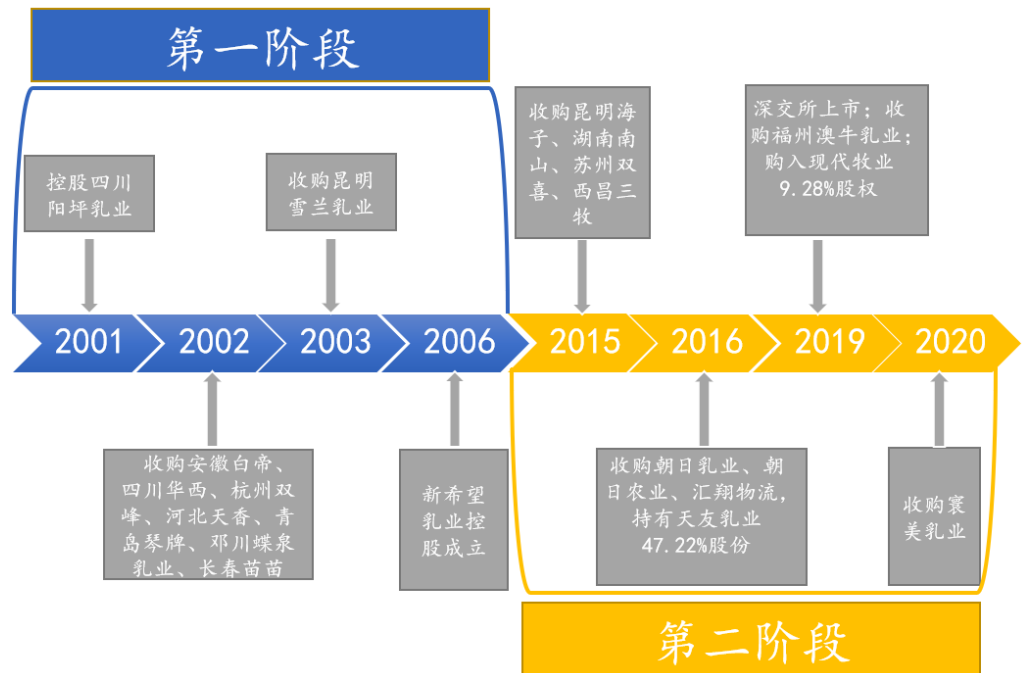 第一阶段
控股四川
阳坪乳业
收购昆明
雪兰乳业
收购昆明海
子、湖南南
山、苏州双
喜、西昌三
牧
深交所上市；收
购福州澳牛乳业；
购入现代牧业
9.28%股权
2001
2002
2003
2006
2015
2016
2019
2020
收购安徽白帝、
四川华西、杭州双
峰、河北天香、青
岛琴牌、邓川蝶泉
乳业、长春苗苗
新希望
乳业控
股成立
收购朝日乳业、朝
日农业、汇翔物流，
持有天友乳业
47.22%股份
收购寰
美乳业
第二阶段